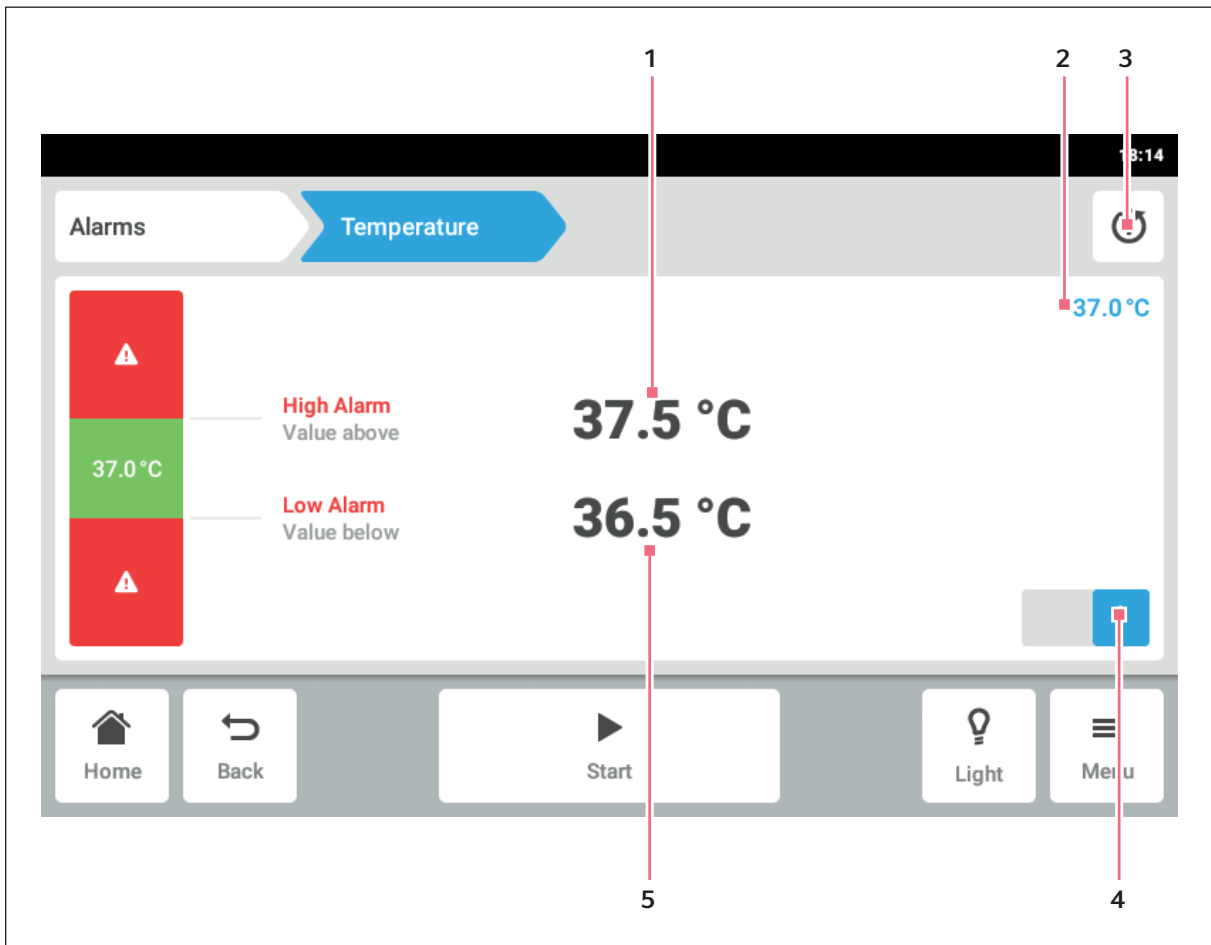 1
2
3
18:14
Alarms
Temperature
37.0 °C
High Alarm
Value above
37.5 °C
37.0 °C
Low Alarm
Value below
36.5 °C
Home
Back
Start
Light
Menu
5
4